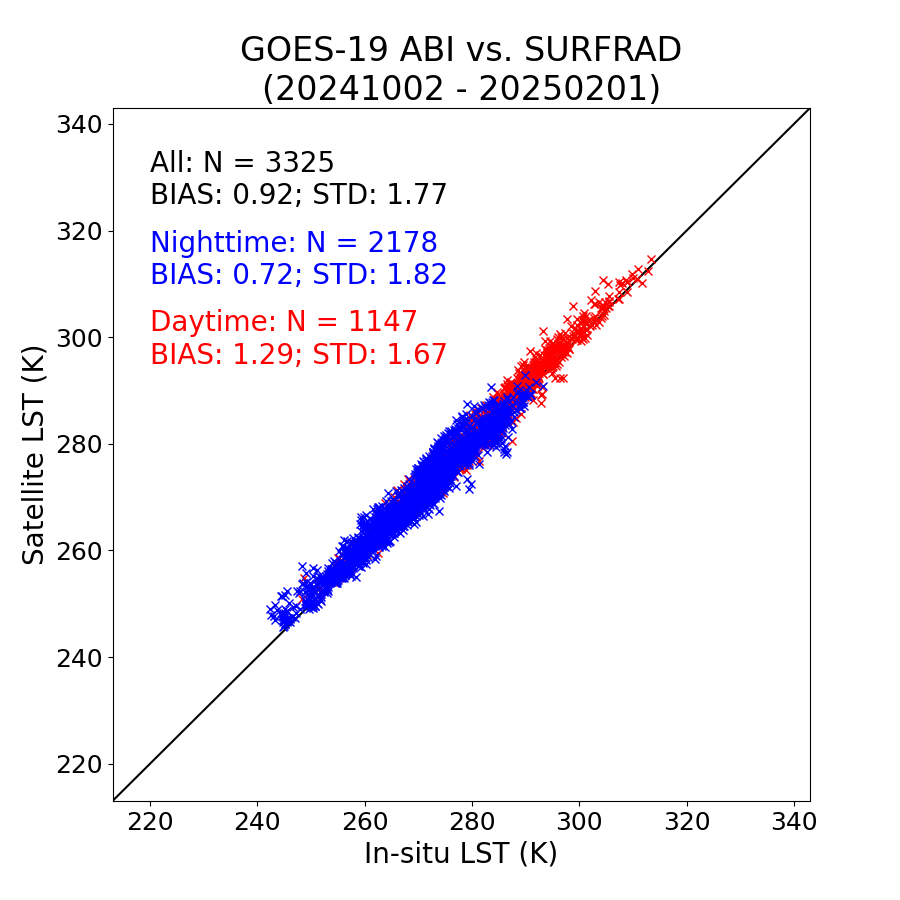 GOES-19 ABI vs. SURFRAD
(20241002 - 20250201)
All: N = 3325
BIAS: 0.92; STD: 1.77
Nighttime: N = 2178
BIAS: 0.72; STD: 1.82
Daytime: N = 1147
BIAS: 1.29; STD: 1.67
Satellite LST (K)
340
320
300
280
260
240
220
220 240 260 280 300 320 340
In-situ LST (K)